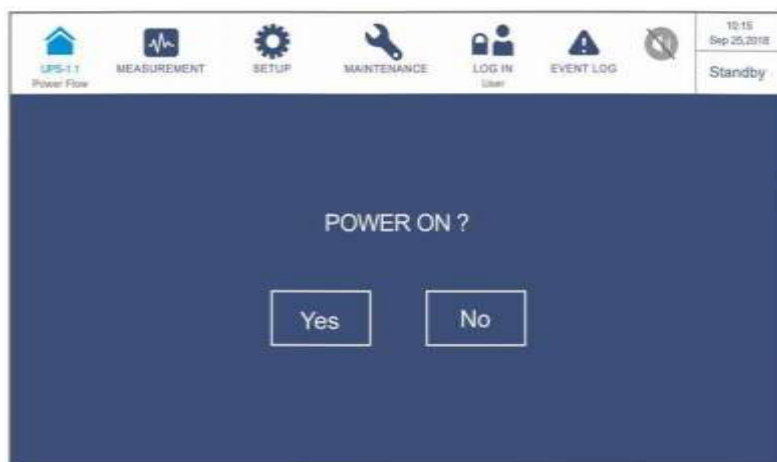 UPS-1.1
Power Flow
MEASUREMENT
SETUP
MAINTENANCE
LOG IN
User
EVENT LOG
10:15
Sep 25,2018
Standby
POWER ON ?
Yes
No